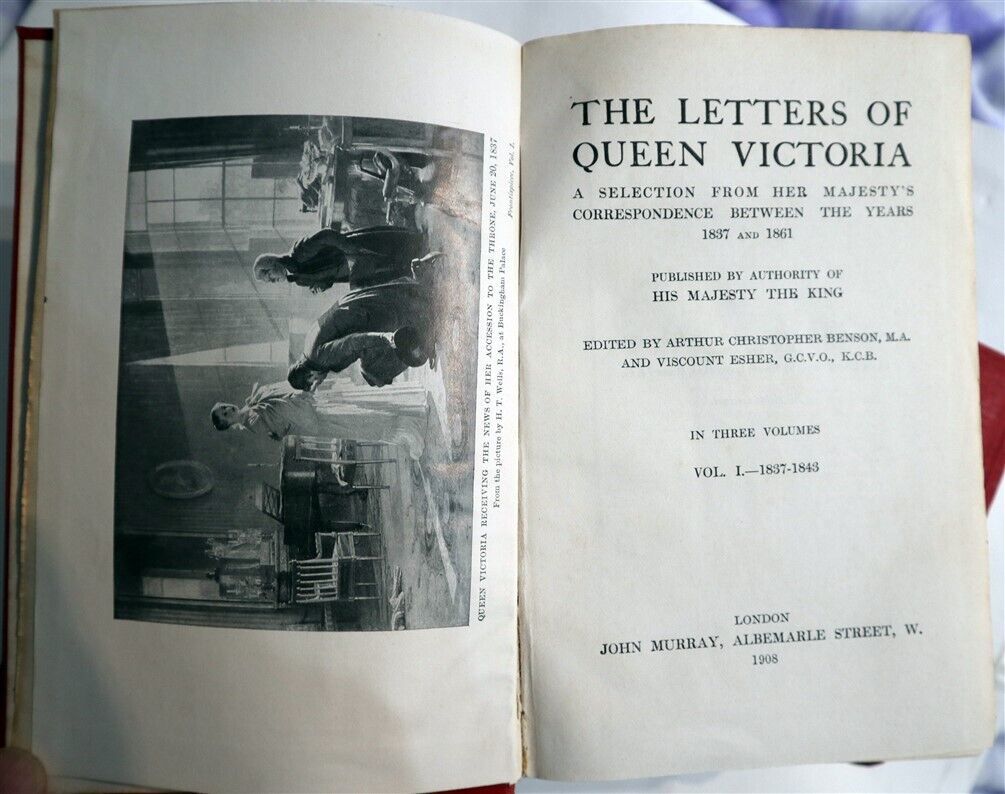 QUEEN VICTORIA RECEIVING THE NEWS OF HER ACCESSION TO THE THRONE, JUNE 20, 1837
From the picture by H. T. Wells, R.A., at Buckingham Palace
Frontispiece, Vol. I.
THE LETTERS OF
QUEEN VICTORIA
A SELECTION FROM HER MAJESTY'S
CORRESPONDENCE BETWEEN THE YEARS
1837 AND 1861
PUBLISHED BY AUTHORITY OF
HIS MAJESTY THE KING
EDITED BY ARTHUR CHRISTOPHER BENSON, M.A.
AND VISCOUNT ESHER, G.C.V.O., K.C.B.
IN THREE VOLUMES
VOL. I.—1837-1843
LONDON
JOHN MURRAY, ALBEMARLE STREET, W.
1908